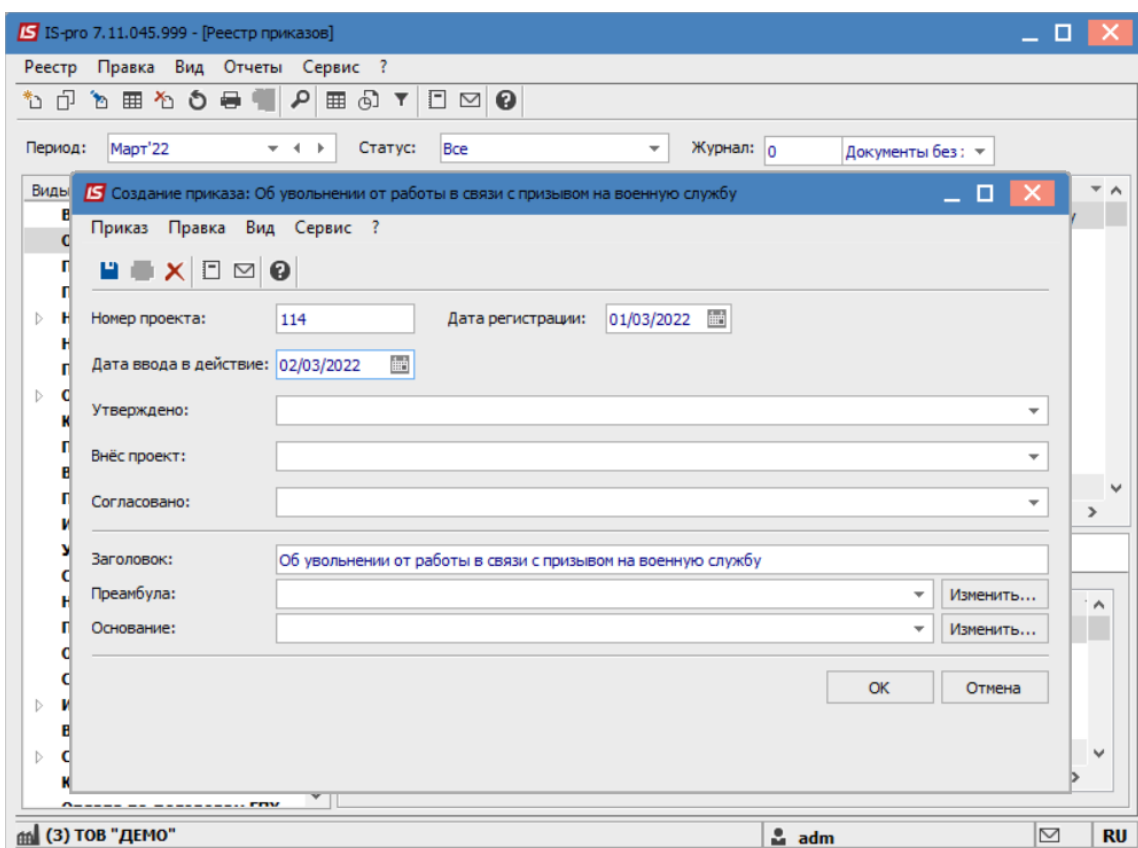 IS-pro 7.11.045.999 - [Реестр приказов]
Реестр Правка Вид Отчеты Сервис ?
Период: Март'22 Статус: Все Журнал: 0 Документы без
Виды
Создание приказа: Об увольнении от работы в связи с призывом на военную службу
Приказ Правка Вид Сервис ?
Номер проекта: 114 Дата регистрации: 01/03/2022
Дата ввода в действие: 02/03/2022
Утверждено:
Внёс проект:
Согласовано:
Заголовок: Об увольнении от работы в связи с призывом на военную службу
Преамбула: Изменить...
Основание: Изменить...
OK Отмена
(3) ТОВ "ДЕМО" adm RU